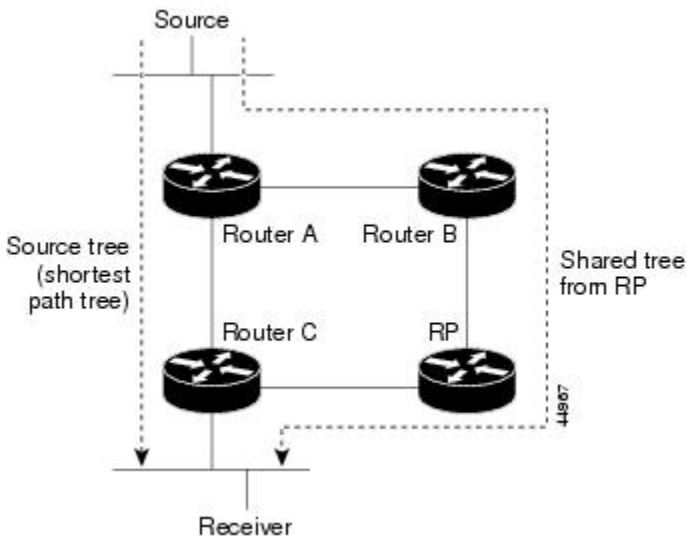 Source
Router A
Router B
Source tree
(shortest
path tree)
Shared tree
from RP
Router C
RP
44967
Receiver